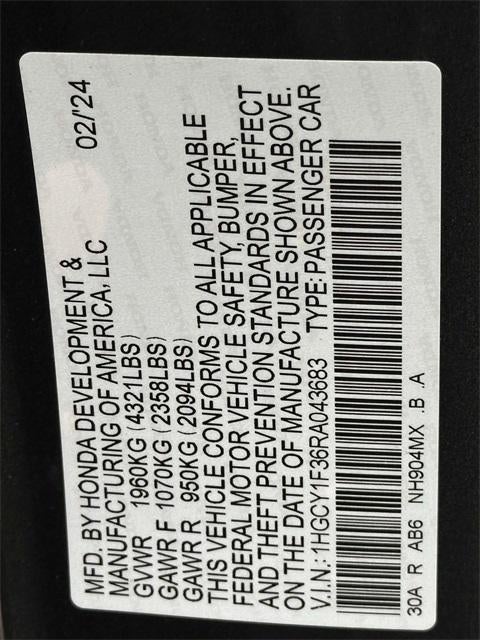 MFD. BY HONDA DEVELOPMENT &
MANUFACTURING OF AMERICA, LLC 02/'24
GVWR 1960KG (4321LBS)
GAWR F 1070KG (2358LBS)
GAWR R 950KG (2094LBS)
THIS VEHICLE CONFORMS TO ALL APPLICABLE
FEDERAL MOTOR VEHICLE SAFETY, BUMPER,
AND THEFT PREVENTION STANDARDS IN EFFECT
ON THE DATE OF MANUFACTURE SHOWN ABOVE.
V.I.N.: 1HGCY1F36RA043683 TYPE: PASSENGER CAR
30A R AB6 NH904MX .B .A